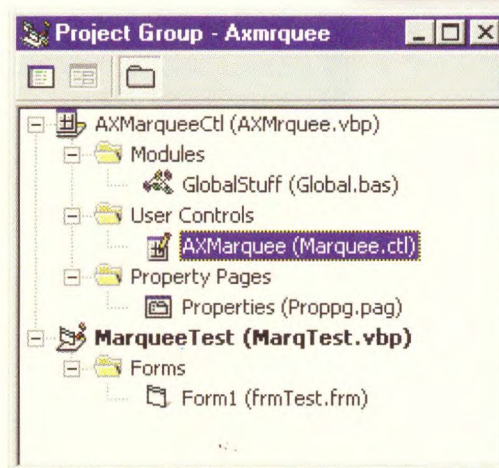 Project Group - Axmrquee
AXMarqueeCtl (AXMrquee.vbp)
Modules
GlobalStuff (Global.bas)
User Controls
AXMarquee (Marquee.ctl)
Property Pages
Properties (Proppg.pag)
MarqueeTest (MarqTest.vbp)
Forms
Form1 (frmTest.frm)